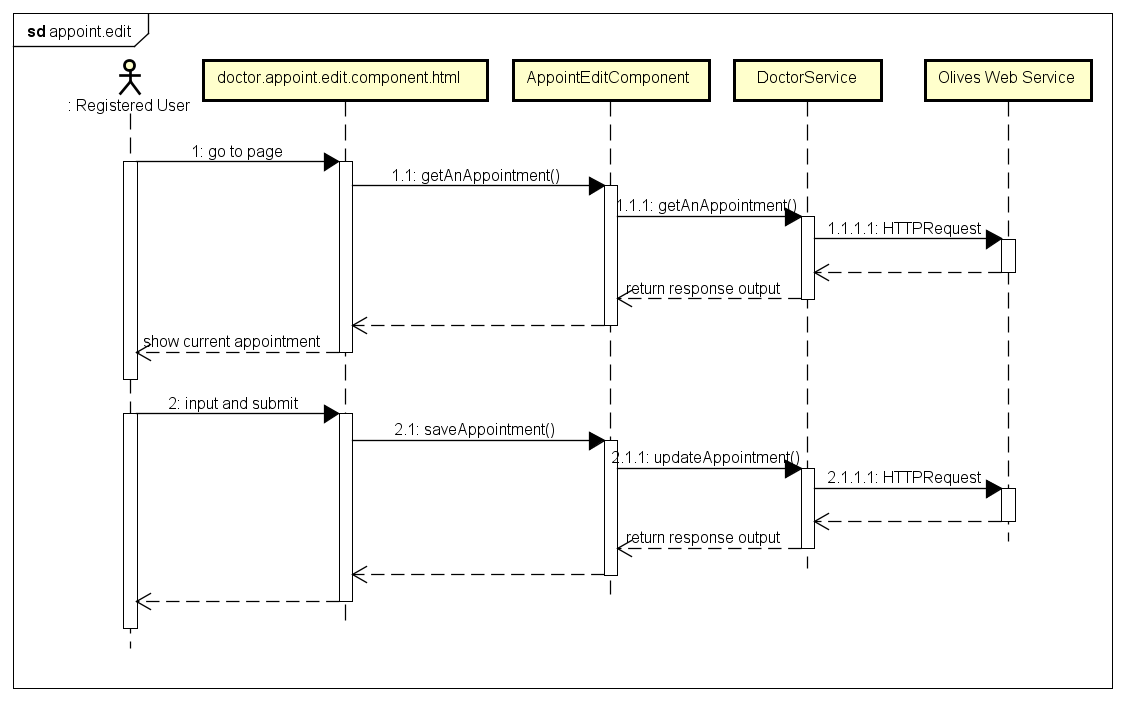 sd appoint.edit
: Registered User
doctor.appoint.edit.component.html
AppointEditComponent
DoctorService
Olives Web Service
1: go to page
1.1: getAnAppointment()
1.1.1: getAnAppointment()
1.1.1.1: HTTPRequest
return response output
show current appointment
2: input and submit
2.1: saveAppointment()
2.1.1: updateAppointment()
2.1.1.1: HTTPRequest
return response output